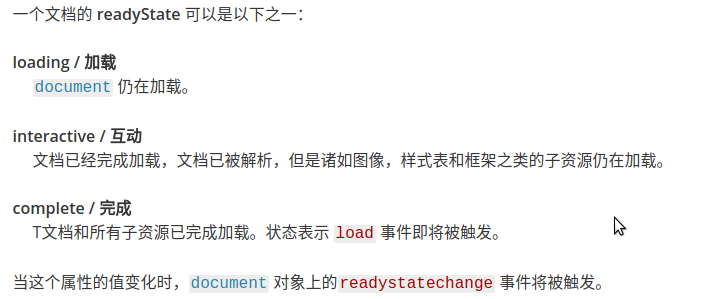 一个文档的 readyState 可以是以下之一：
loading / 加载
document 仍在加载。
interactive / 互动
文档已经完成加载，文档已被解析，但是诸如图像，样式表和框架之类的子资源仍在加载。
complete / 完成
T文档和所有子资源已完成加载。状态表示 load 事件即将被触发。
当这个属性的值变化时，document 对象上的readystatechange 事件将被触发。